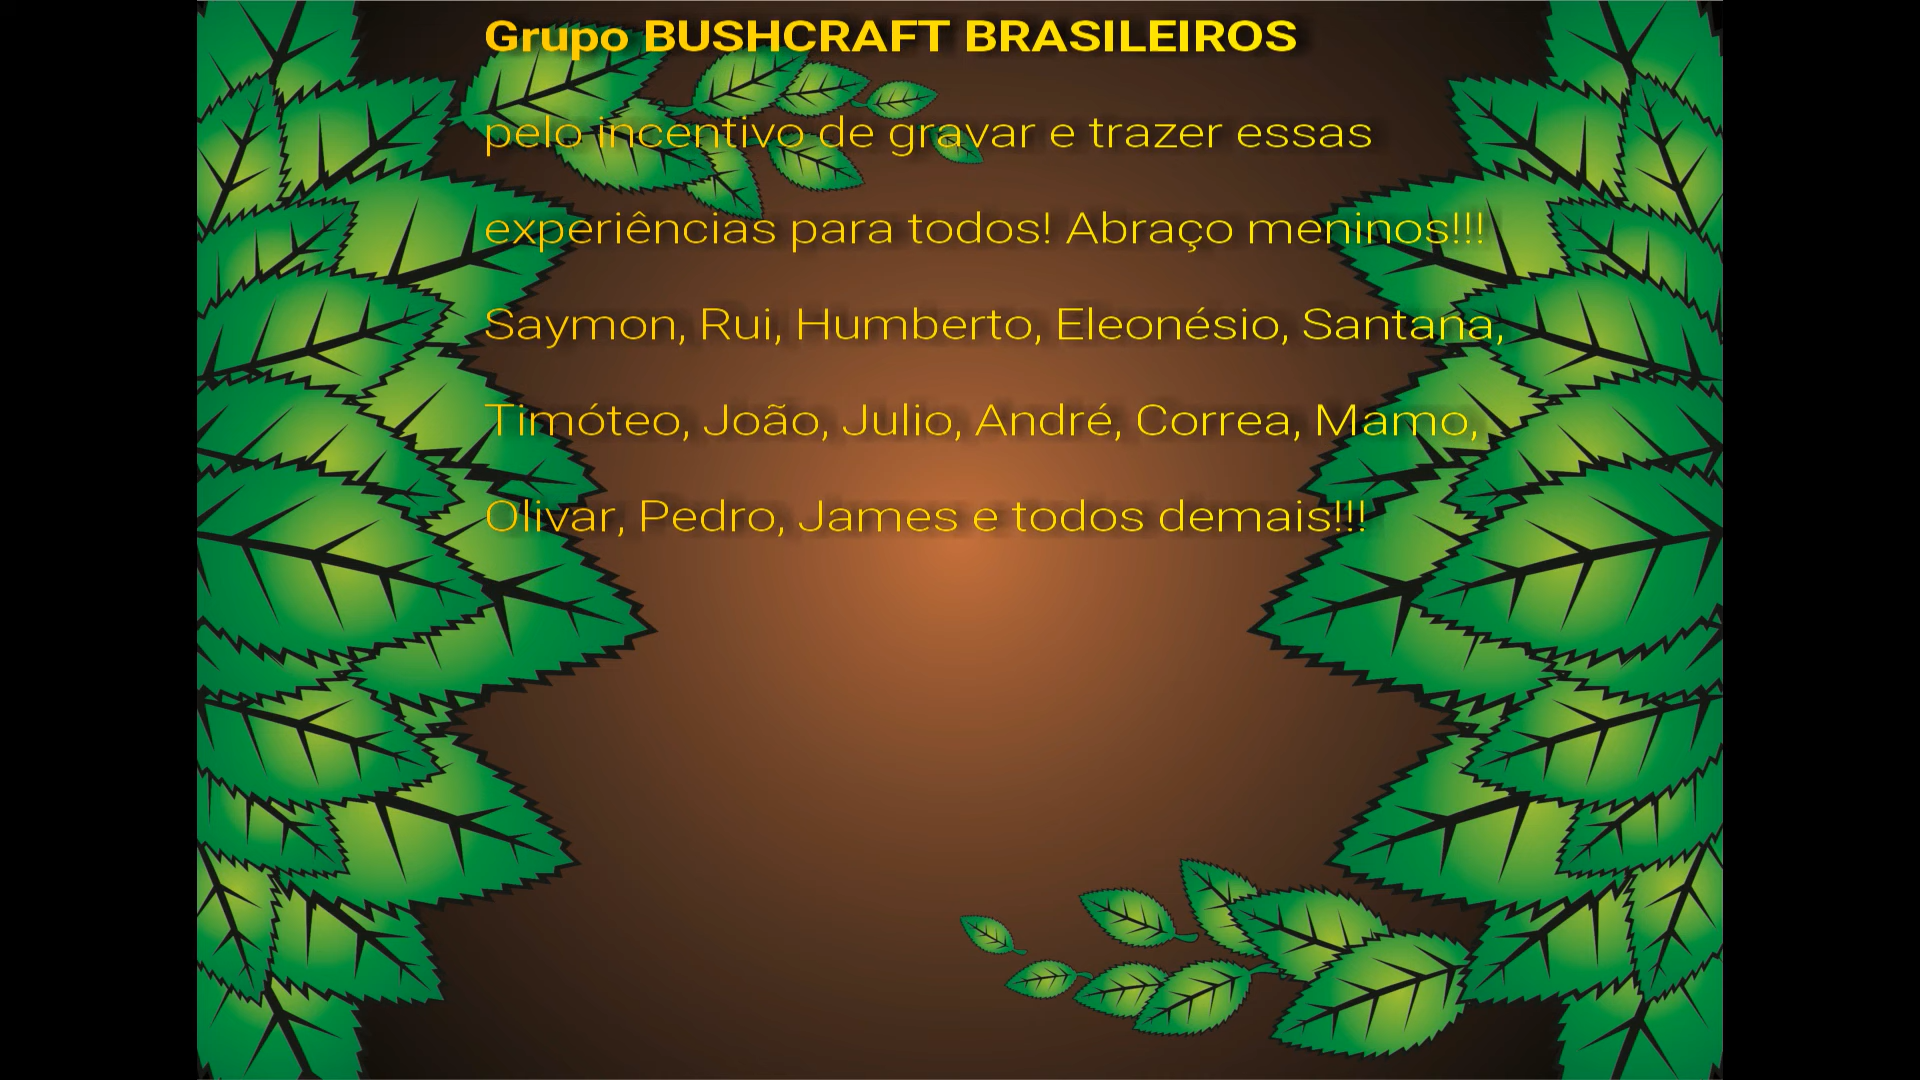 Grupo BUSHCRAFT BRASILEIROS
pelo incentivo de gravar e trazer essas
experiências para todos! Abraço meninos!!!
Saymon, Rui, Humberto, Eleonésio, Santana,
Timóteo, João, Julio, André, Correa, Mamo,
Olivar, Pedro, James e todos demais!!!